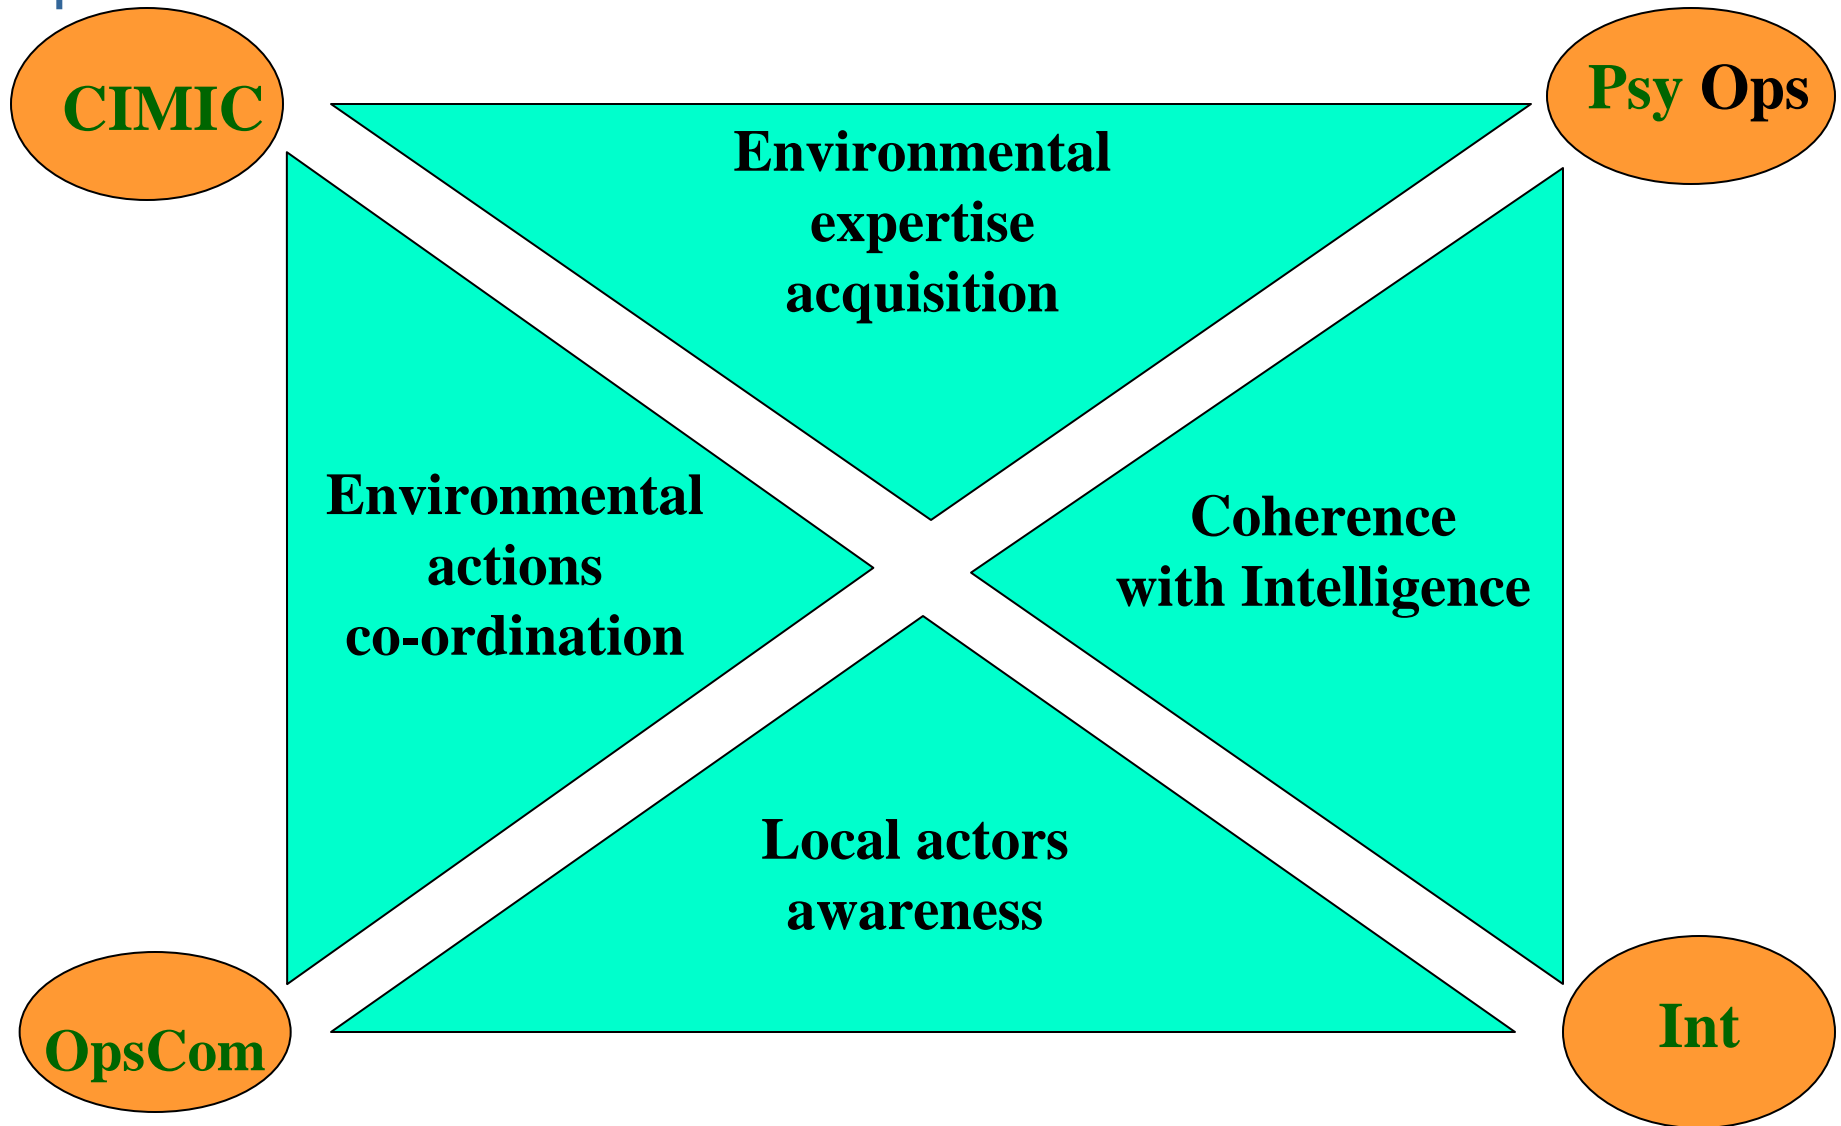 CIMIC
Psy Ops
Environmental
expertise
acquisition
Environmental
actions
co-ordination
Coherence
with Intelligence
Local actors
awareness
OpsCom
Int